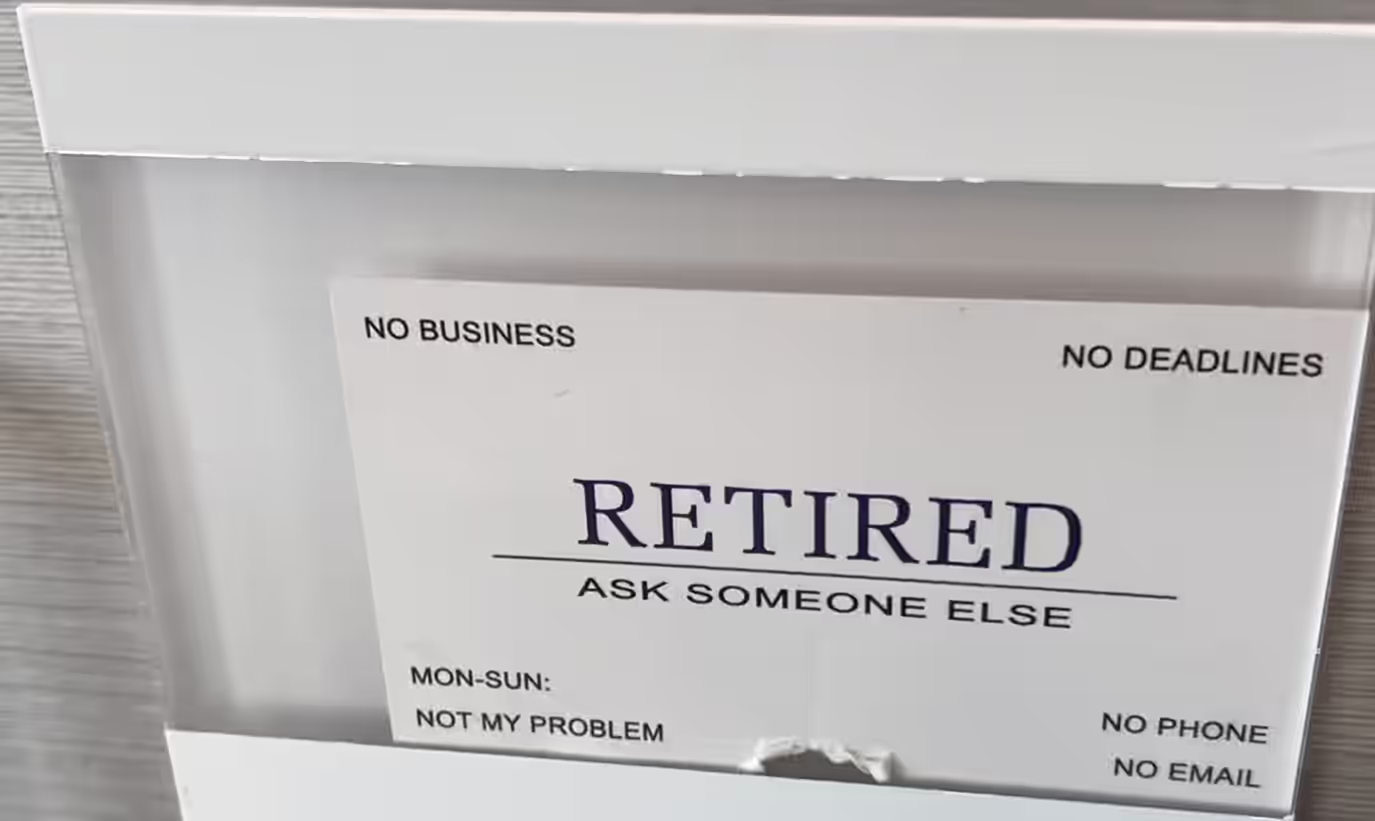 NO BUSINESS
NO DEADLINES
RETIRED
ASK SOMEONE ELSE
MON-SUN:
NOT MY PROBLEM
NO PHONE
NO EMAIL